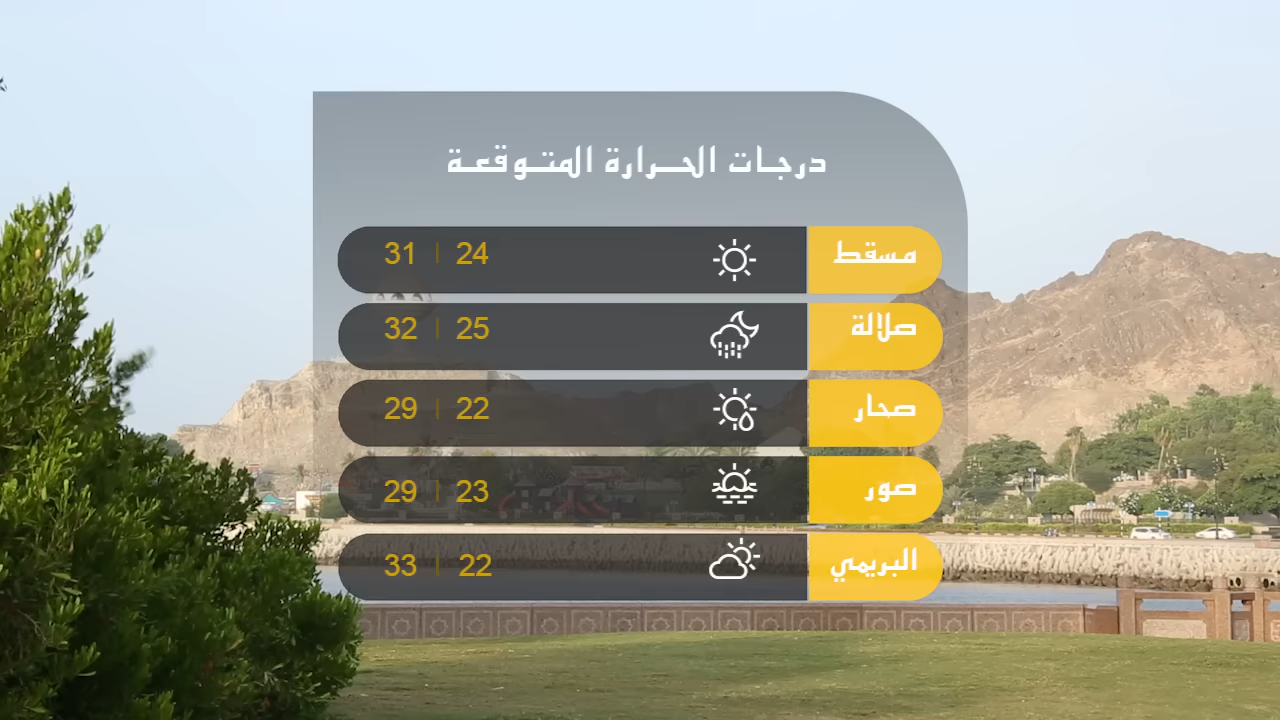 درجات الحرارة المتوقعة
مسقط 24 | 31
صلالة 25 | 32
صحار 22 | 29
صور 23 | 29
البريمي 22 | 33